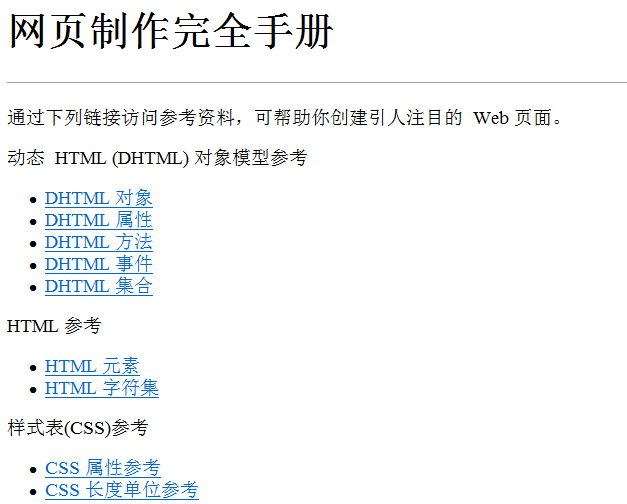 网页制作完全手册
通过下列链接访问参考资料，可帮助你创建引人注目的 Web 页面。
动态 HTML (DHTML) 对象模型参考
DHTML 对象
DHTML 属性
DHTML 方法
DHTML 事件
DHTML 集合
HTML 参考
HTML 元素
HTML 字符集
样式表(CSS)参考
CSS 属性参考
CSS 长度单位参考